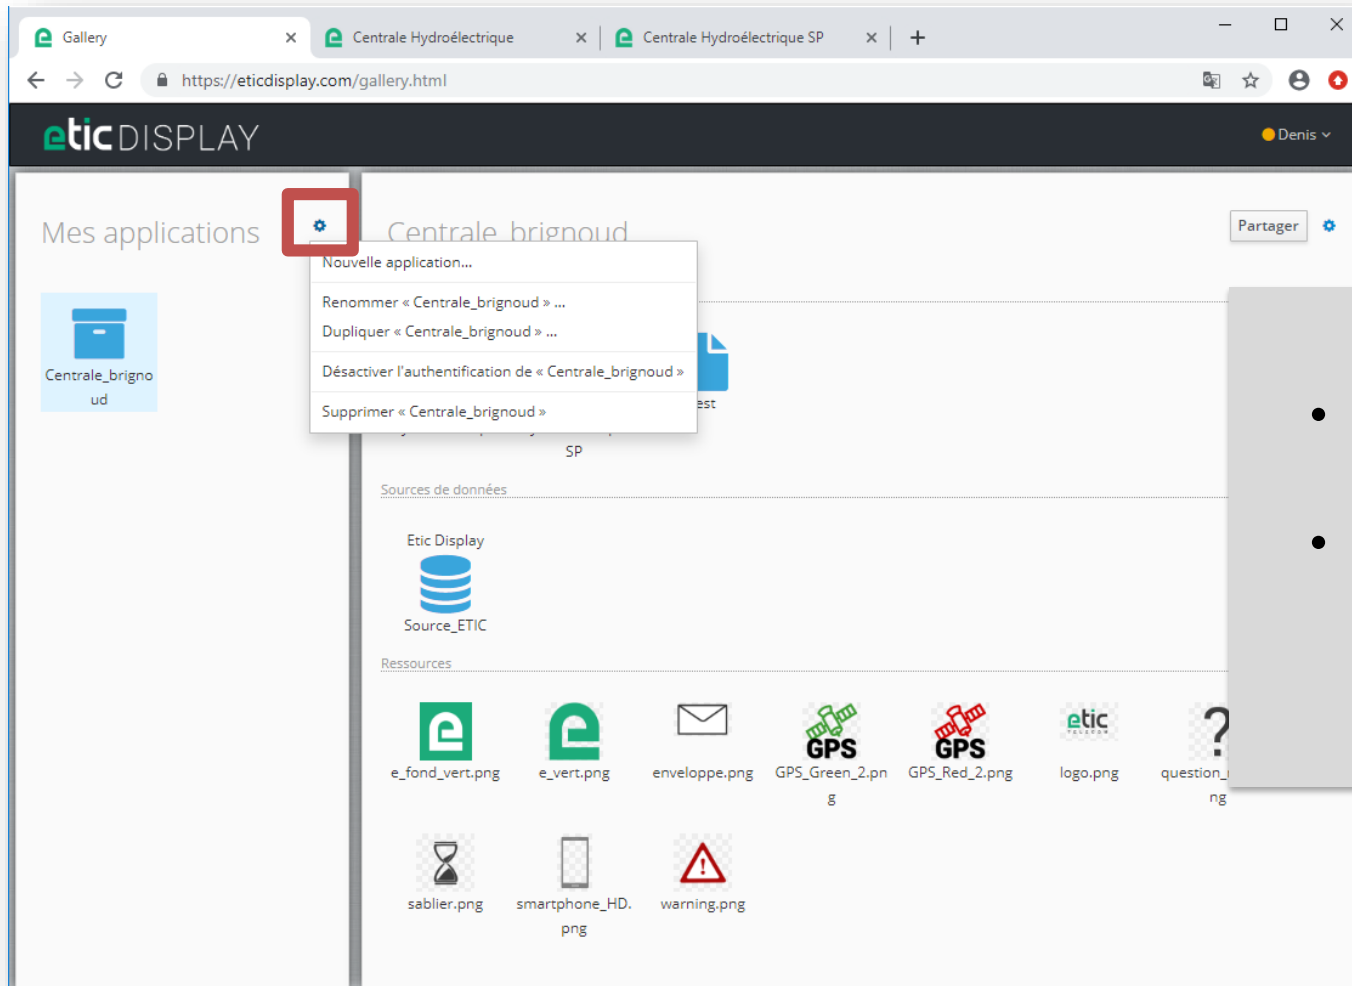 Gallery
Centrale Hydroélectrique
Centrale Hydroélectrique SP
https://eticdisplay.com/gallery.html
eticDISPLAY
Denis
Mes applications
Centrale_brignoud
Partager
Nouvelle application...
Renommer « Centrale_brignoud » ...
Dupliquer « Centrale_brignoud » ...
Désactiver l'authentification de « Centrale_brignoud »
Supprimer « Centrale_brignoud »
Centrale_brigno
ud
SP
Sources de données
Etic Display
Source_ETIC
Ressources
e
e
GPS
GPS
etic
TELECOM
?
e_fond_vert.png
e_vert.png
enveloppe.png
GPS_Green_2.pn
g
GPS_Red_2.png
logo.png
question_
ng
sablier.png
smartphone_HD.
png
warning.png